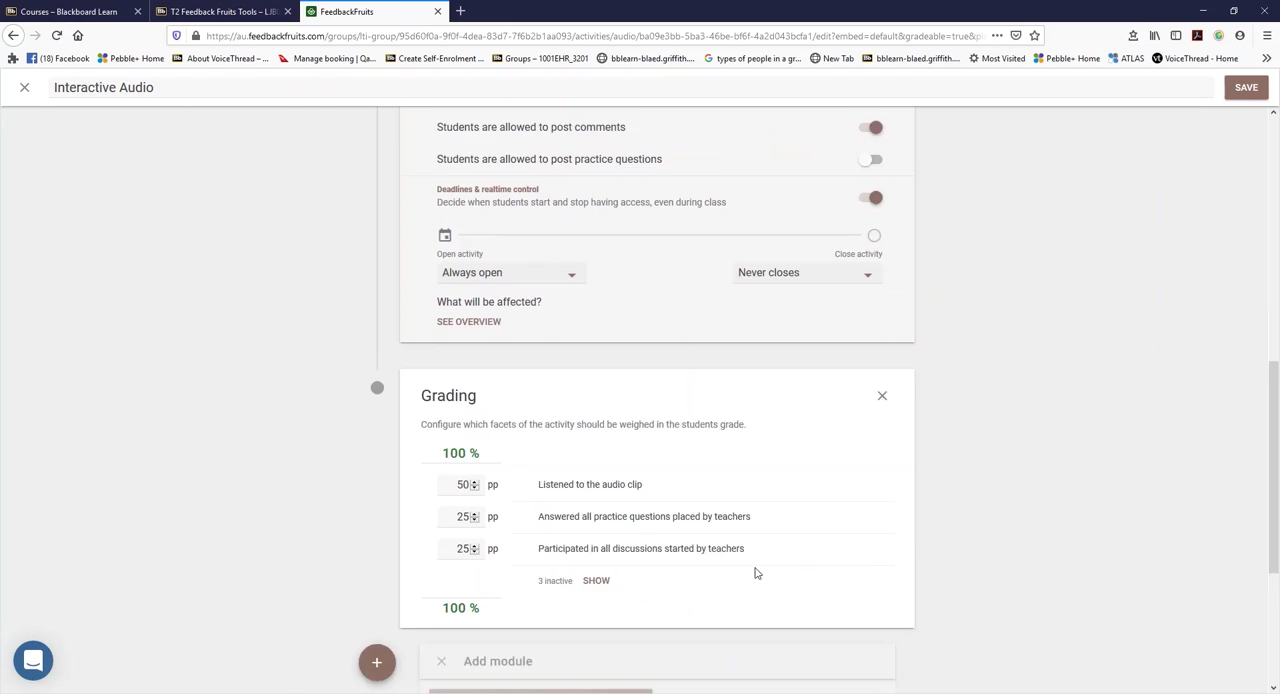 Courses – Blackboard Learn
T2 Feedback Fruits Tools – LJB
FeedbackFruits
https://au.feedbackfruits.com/groups/lti-group/95d60f0a-9f0f-4dea-83d7-7f6b2b1aa093/activities/audio/ba09e3bb-5ba3-46be-bf6f-4a2d043bcfda1/edit?embed=default&gradeable=true&pl
(18) Facebook
Pebble+ Home
About VoiceThread – ...
Manage booking | Qa...
Create Self-Enrolment ...
Groups – 1001EHR_3201
bblearn-blaed.griffith....
types of people in a gr...
New Tab
bblearn-blaed.griffith....
Most Visited
Pebble+ Home
ATLAS
VoiceThread - Home
Interactive Audio
SAVE
Students are allowed to post comments
Students are allowed to post practice questions
Deadlines & realtime control
Decide when students start and stop having access, even during class
Open activity
Close activity
Always open
Never closes
What will be affected?
SEE OVERVIEW
Grading
Configure which facets of the activity should be weighed in the students grade.
100 %
50 pp Listened to the audio clip
25 pp Answered all practice questions placed by teachers
25 pp Participated in all discussions started by teachers
3 inactive SHOW
100 %
Add module